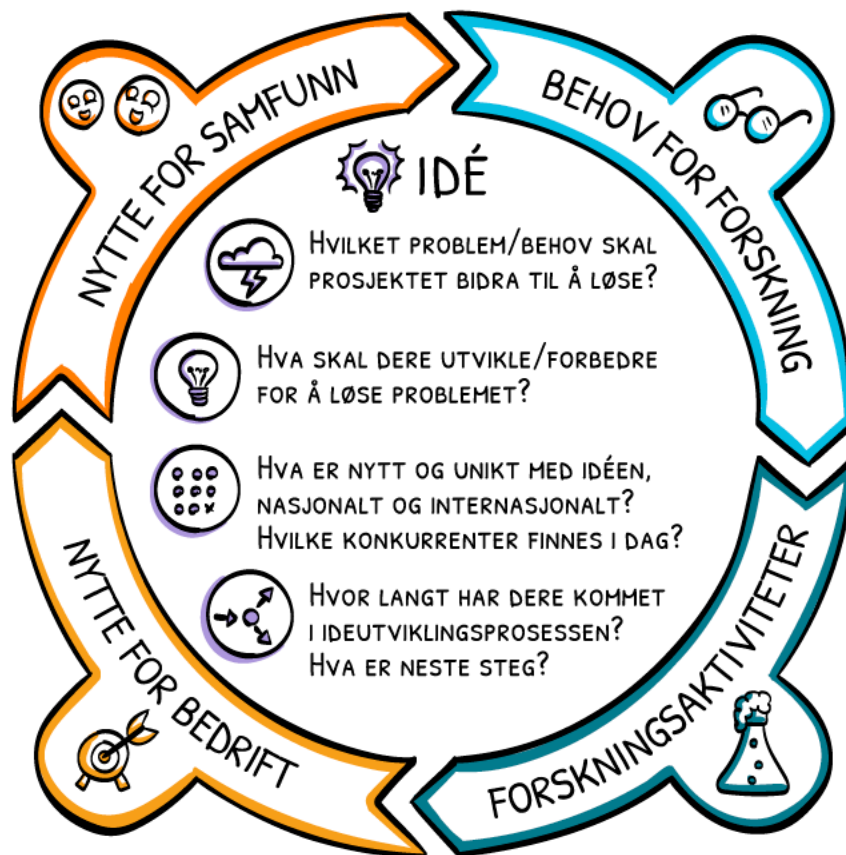 NYTTE FOR SAMFUNN
BEHOV FOR FORSKNING
IDÉ
HVILKET PROBLEM/BEHOV SKAL
PROSJEKTET BIDRA TIL Å LØSE?
HVA SKAL DERE UTVIKLE/FORBEDRE
FOR Å LØSE PROBLEMET?
HVA ER NYTT OG UNIKT MED IDÉEN,
NASJONALT OG INTERNASJONALT?
HVILKE KONKURRENTER FINNES I DAG?
HVOR LANGT HAR DERE KOMMET
I IDEUTVIKLINGSPROSESSEN?
HVA ER NESTE STEG?
NYTTE FOR BEDRIFT
FORSKNINGSAKTIVITETER